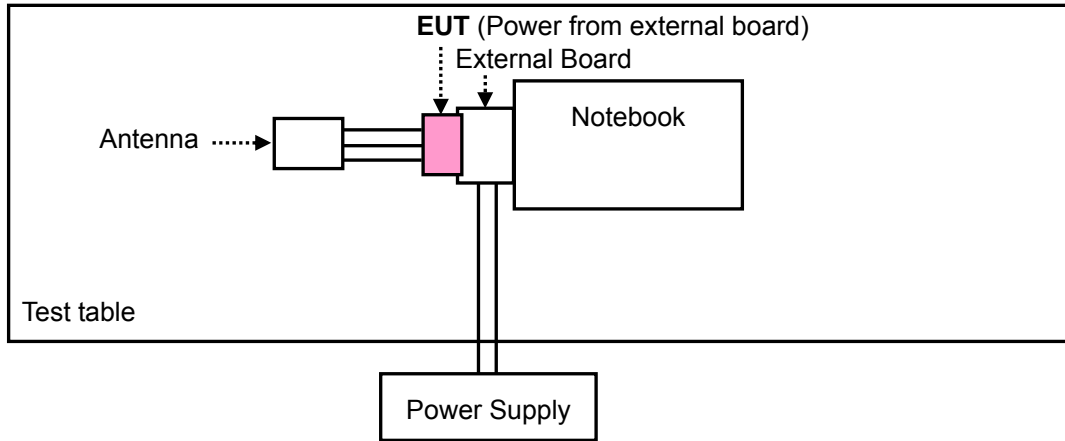 EUT (Power from external board)
External Board
Notebook
Antenna
Test table
Power Supply